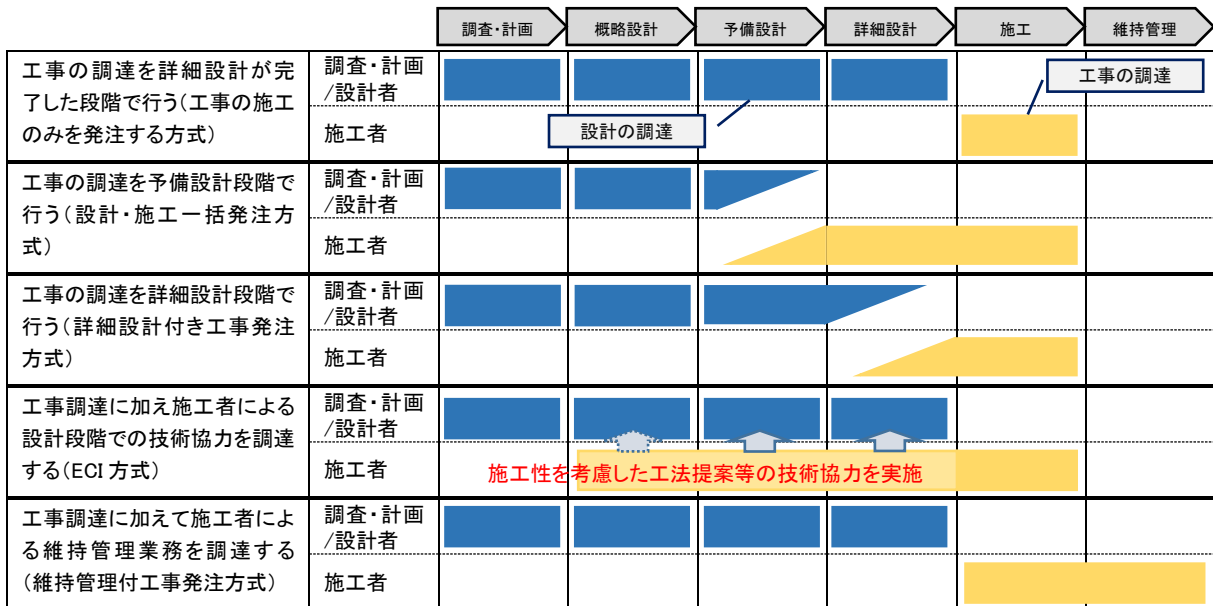 調査・計画
概略設計
予備設計
詳細設計
施工
維持管理
工事の調達を詳細設計が完
了した段階で行う(工事の施工
のみを発注する方式)
調査・計画
/設計者
施工者
設計の調達
工事の調達
工事の調達を予備設計段階で
行う(設計・施工一括発注方
式)
調査・計画
/設計者
施工者
工事の調達を詳細設計段階で
行う(詳細設計付き工事発注
方式)
調査・計画
/設計者
施工者
工事調達に加え施工者による
設計段階での技術協力を調達
する(ECI 方式)
調査・計画
/設計者
施工者
施工性を考慮した工法提案等の技術協力を実施
工事調達に加えて施工者によ
る維持管理業務を調達する
(維持管理付工事発注方式)
調査・計画
/設計者
施工者